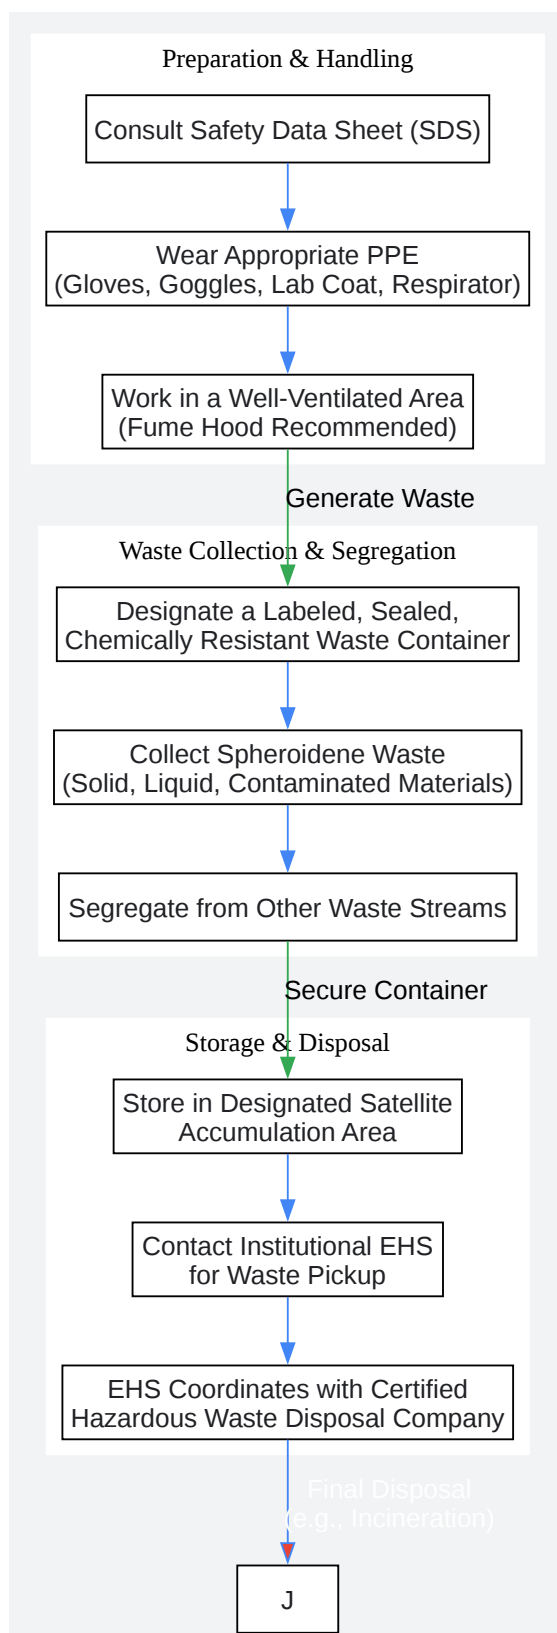 Preparation & Handling
Consult Safety Data Sheet (SDS)
Wear Appropriate PPE
(Gloves, Goggles, Lab Coat, Respirator)
Work in a Well-Ventilated Area
(Fume Hood Recommended)
Generate Waste
Waste Collection & Segregation
Designate a Labeled, Sealed,
Chemically Resistant Waste Container
Collect Spheroidene Waste
(Solid, Liquid, Contaminated Materials)
Segregate from Other Waste Streams
Secure Container
Storage & Disposal
Store in Designated Satellite
Accumulation Area
Contact Institutional EHS
for Waste Pickup
EHS Coordinates with Certified
Hazardous Waste Disposal Company
Final Disposal
(e.g., Incineration)
J